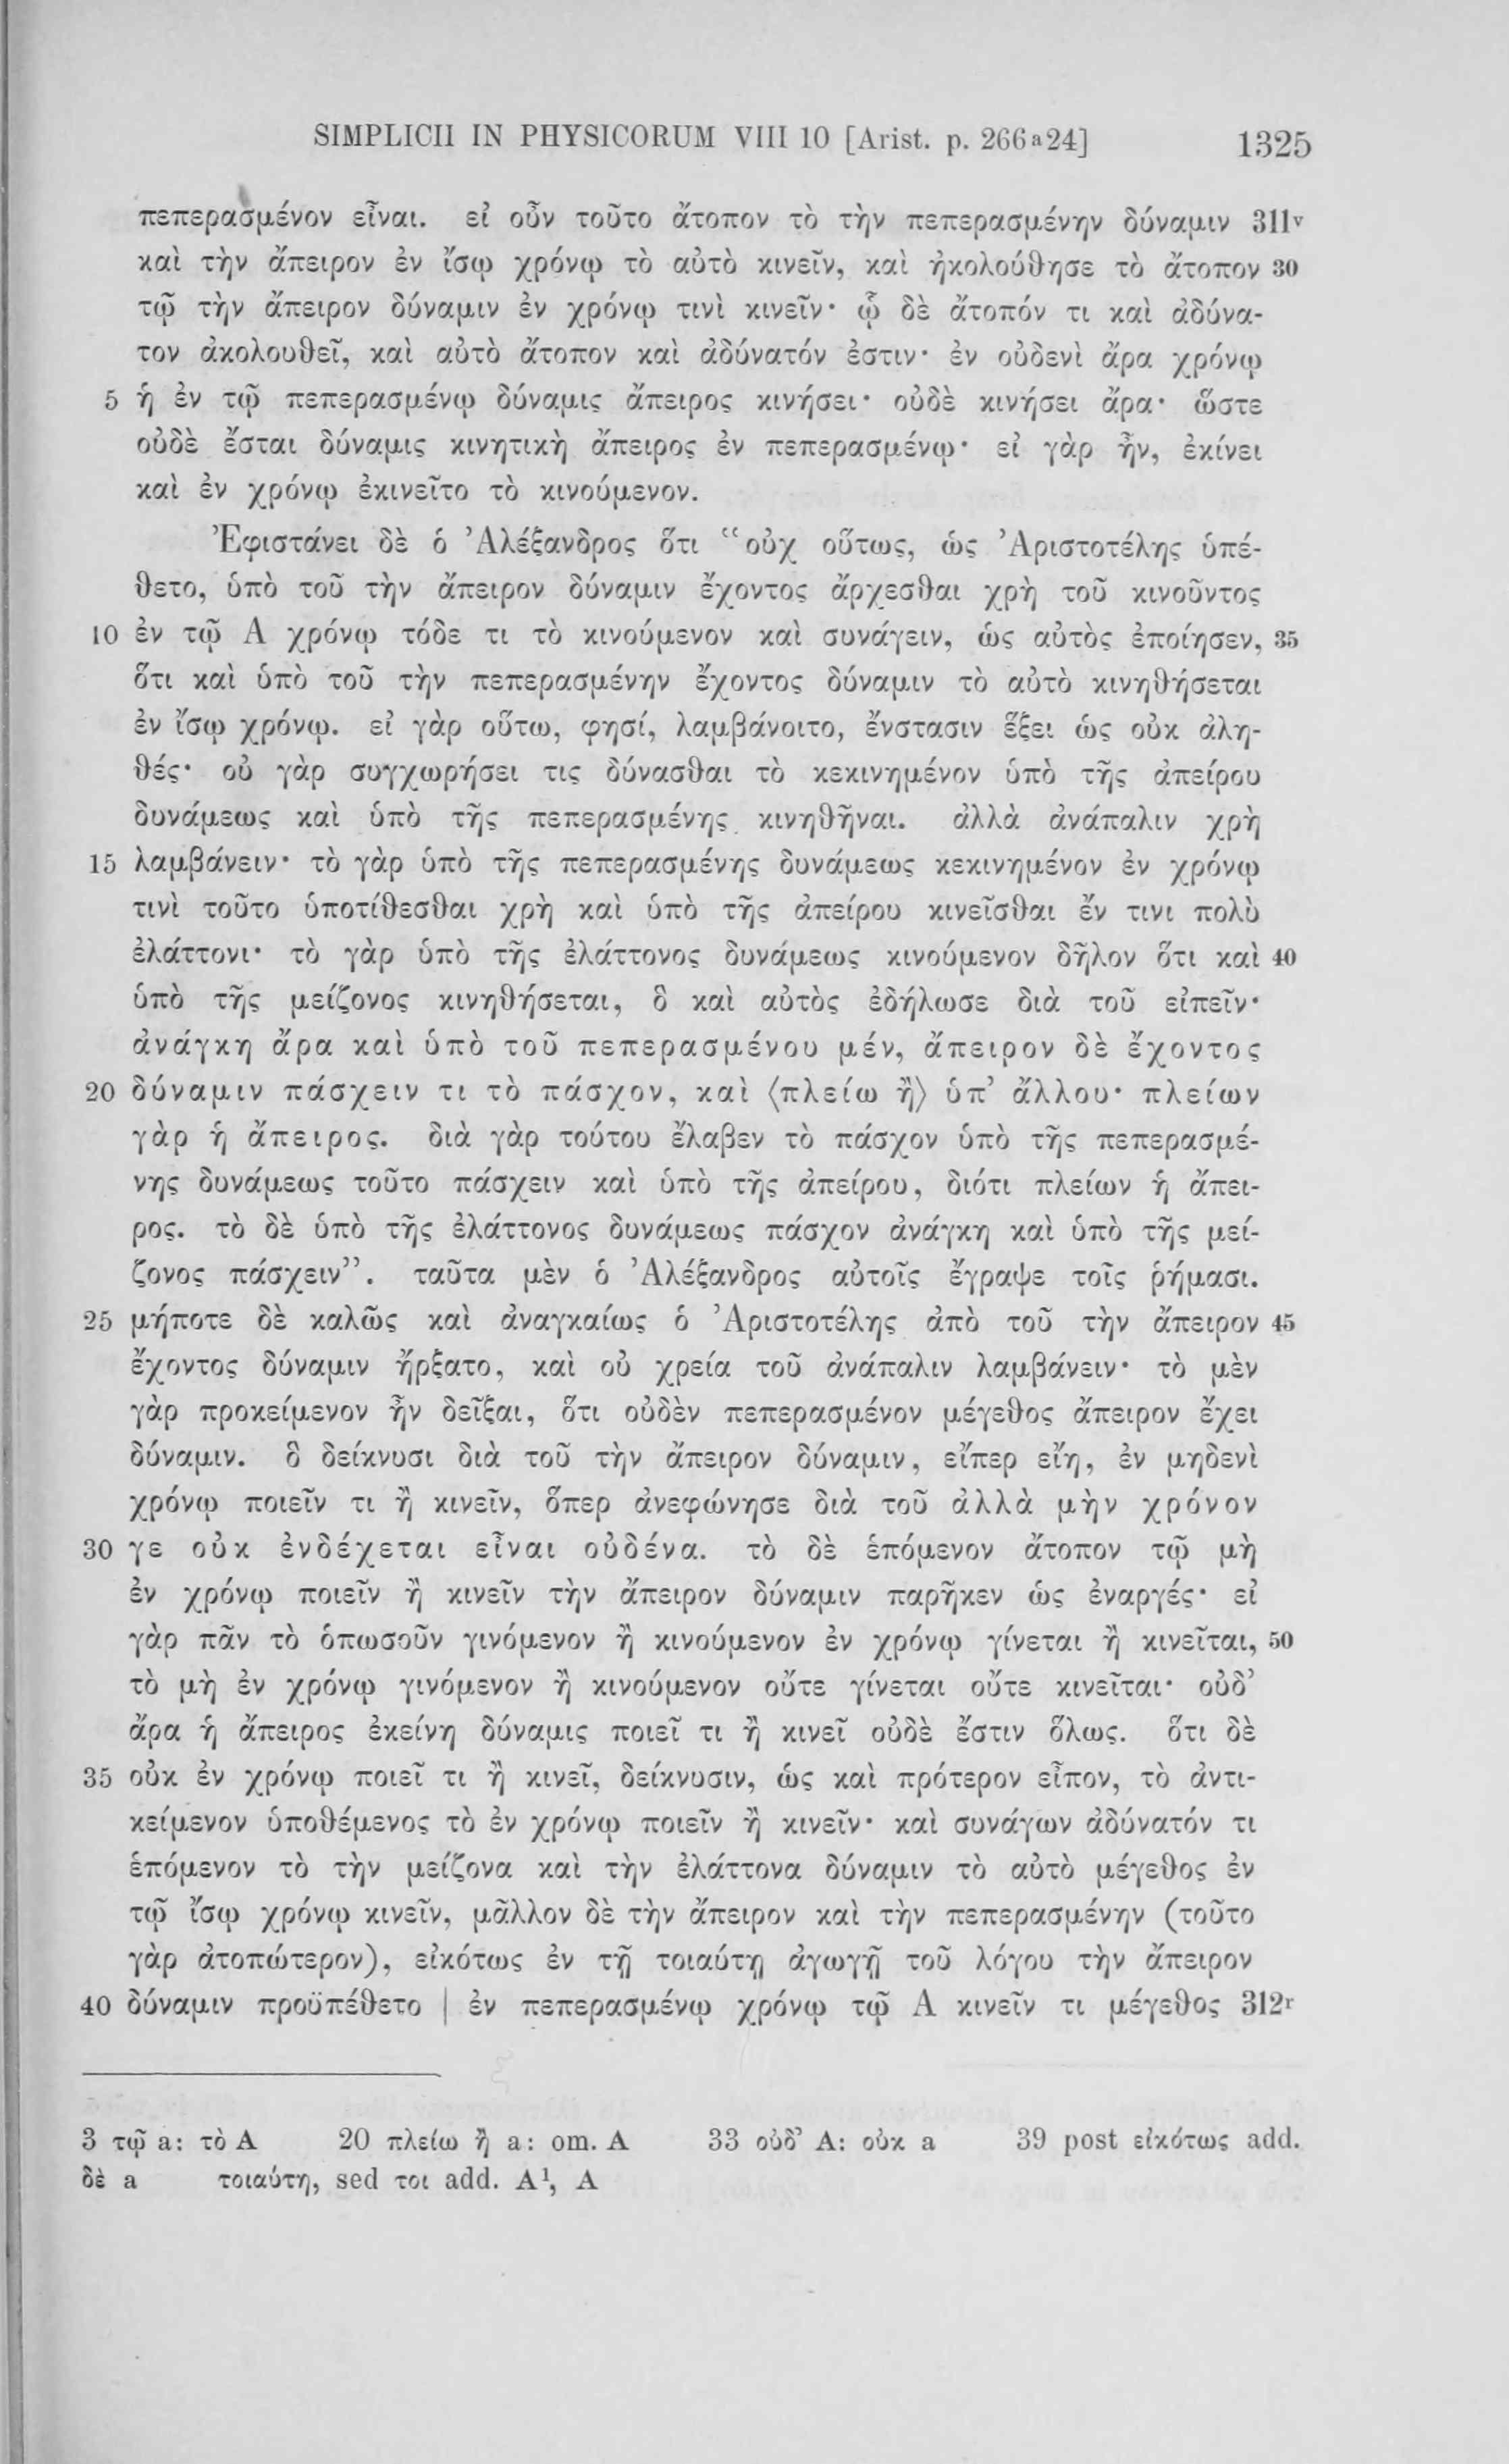 SIMPLICII IN PHYSICORUM VIII 10 [Arist. p. 266a24] 1325
πεπερασμένον εἶναι. εἰ οὖν τοῦτο ἄτοπον τὸ τὴν πεπερασμένην δύναμιν 311v
καὶ τὴν ἄπειρον ἐν ἴσῳ χρόνῳ τὸ αὐτὸ κινεῖν, καὶ ἠκολούθησε τὸ ἄτοπον 30
τῷ τὴν ἄπειρον δύναμιν ἐν χρόνῳ τινὶ κινεῖν· ᾧ δὲ ἄτοπόν τι καὶ ἀδύνα-
τον ἀκολουθεῖ, καὶ αὐτὸ ἄτοπον καὶ ἀδύνατόν ἐστιν· ἐν οὐδενὶ ἄρα χρόνῳ
5 ἡ ἐν τῷ πεπερασμένῳ δύναμις ἄπειρος κινήσει· οὐδὲ κινήσει ἄρα· ὥστε
οὐδὲ ἔσται δύναμις κινητικὴ ἄπειρος ἐν πεπερασμένῳ· εἰ γὰρ ἦν, ἐκίνει
καὶ ἐν χρόνῳ ἐκινεῖτο τὸ κινούμενον.
Ἐφιστάνει δὲ ὁ Ἀλέξανδρος ὅτι “οὐχ οὕτως, ὡς Ἀριστοτέλης ὑπέ-
θετο, ὑπὸ τοῦ τὴν ἄπειρον δύναμιν ἔχοντος ἄρχεσθαι χρὴ τοῦ κινοῦντος
10 ἐν τῷ Α χρόνῳ τόδε τι τὸ κινούμενον καὶ συνάγειν, ὡς αὐτὸς ἐποίησεν, 35
ὅτι καὶ ὑπὸ τοῦ τὴν πεπερασμένην ἔχοντος δύναμιν τὸ αὐτὸ κινηθήσεται
ἐν ἴσῳ χρόνῳ. εἰ γὰρ οὕτω, φησί, λαμβάνοιτο, ἔνστασιν ἕξει ὡς οὐκ ἀλη-
θές· οὐ γὰρ συγχωρήσει τις δύνασθαι τὸ κεκινημένον ὑπὸ τῆς ἀπείρου
δυνάμεως καὶ ὑπὸ τῆς πεπερασμένης κινηθῆναι. ἀλλὰ ἀνάπαλιν χρὴ
15 λαμβάνειν· τὸ γὰρ ὑπὸ τῆς πεπερασμένης δυνάμεως κεκινημένον ἐν χρόνῳ
τινὶ τοῦτο ὑποτίθεσθαι χρὴ καὶ ὑπὸ τῆς ἀπείρου κινεῖσθαι ἔν τινι πολὺ
ἐλάττονι· τὸ γὰρ ὑπὸ τῆς ἐλάττονος δυνάμεως κινούμενον δῆλον ὅτι καὶ 40
ὑπὸ τῆς μείζονος κινηθήσεται, ὃ καὶ αὐτὸς ἐδήλωσε διὰ τοῦ εἰπεῖν·
ἀνάγκη ἄρα καὶ ὑπὸ τοῦ πεπερασμένου μέν, ἄπειρον δὲ ἔχοντος
20 δύναμιν πάσχειν τι τὸ πάσχον, καὶ ⟨πλείω ἢ⟩ ὑπ’ ἄλλου· πλείων
γὰρ ἡ ἄπειρος. διὰ γὰρ τούτου ἔλαβεν τὸ πάσχον ὑπὸ τῆς πεπερασμέ-
νης δυνάμεως τοῦτο πάσχειν καὶ ὑπὸ τῆς ἀπείρου, διότι πλείων ἡ ἄπει-
ρος. τὸ δὲ ὑπὸ τῆς ἐλάττονος δυνάμεως πάσχον ἀνάγκη καὶ ὑπὸ τῆς μεί-
ζονος πάσχειν”. ταῦτα μὲν ὁ Ἀλέξανδρος αὐτοῖς ἔγραψε τοῖς ῥήμασι.
25 μήποτε δὲ καλῶς καὶ ἀναγκαίως ὁ Ἀριστοτέλης ἀπὸ τοῦ τὴν ἄπειρον 45
ἔχοντος δύναμιν ἤρξατο, καὶ οὐ χρεία τοῦ ἀνάπαλιν λαμβάνειν· τὸ μὲν
γὰρ προκείμενον ἦν δεῖξαι, ὅτι οὐδὲν πεπερασμένον μέγεθος ἄπειρον ἔχει
δύναμιν. ὃ δείκνυσι διὰ τοῦ τὴν ἄπειρον δύναμιν, εἴπερ εἴη, ἐν μηδενὶ
χρόνῳ ποιεῖν τι ἢ κινεῖν, ὅπερ ἀνεφώνησε διὰ τοῦ ἀλλὰ μὴν χρόνον
30 γε οὐκ ἐνδέχεται εἶναι οὐδένα. τὸ δὲ ἑπόμενον ἄτοπον τῷ μὴ
ἐν χρόνῳ ποιεῖν ἢ κινεῖν τὴν ἄπειρον δύναμιν παρῆκεν ὡς ἐναργές· εἰ
γὰρ πᾶν τὸ ὁπωσοῦν γινόμενον ἢ κινούμενον ἐν χρόνῳ γίνεται ἢ κινεῖται, 50
τὸ μὴ ἐν χρόνῳ γινόμενον ἢ κινούμενον οὔτε γίνεται οὔτε κινεῖται· οὐδ’
ἄρα ἡ ἄπειρος ἐκείνη δύναμις ποιεῖ τι ἢ κινεῖ οὐδὲ ἔστιν ὅλως. ὅτι δὲ
35 οὐκ ἐν χρόνῳ ποιεῖ τι ἢ κινεῖ, δείκνυσιν, ὡς καὶ πρότερον εἶπον, τὸ ἀντι-
κείμενον ὑποθέμενος τὸ ἐν χρόνῳ ποιεῖν ἢ κινεῖν· καὶ συνάγων ἀδύνατόν τι
ἑπόμενον τὸ τὴν μείζονα καὶ τὴν ἐλάττονα δύναμιν τὸ αὐτὸ μέγεθος ἐν
τῷ ἴσῳ χρόνῳ κινεῖν, μᾶλλον δὲ τὴν ἄπειρον καὶ τὴν πεπερασμένην (τοῦτο
γὰρ ἀτοπώτερον), εἰκότως ἐν τῇ τοιαύτῃ ἀγωγῇ τοῦ λόγου τὴν ἄπειρον
40 δύναμιν προϋπέθετο | ἐν πεπερασμένῳ χρόνῳ τῷ Α κινεῖν τι μέγεθος 312r
3 τῷ a: τὸ A 20 πλείω ἢ a: om. A 33 οὐδ’ A: οὐκ a 39 post εἰκότως add.
δὲ a τοιαύτη, sed τοι add. A¹, A